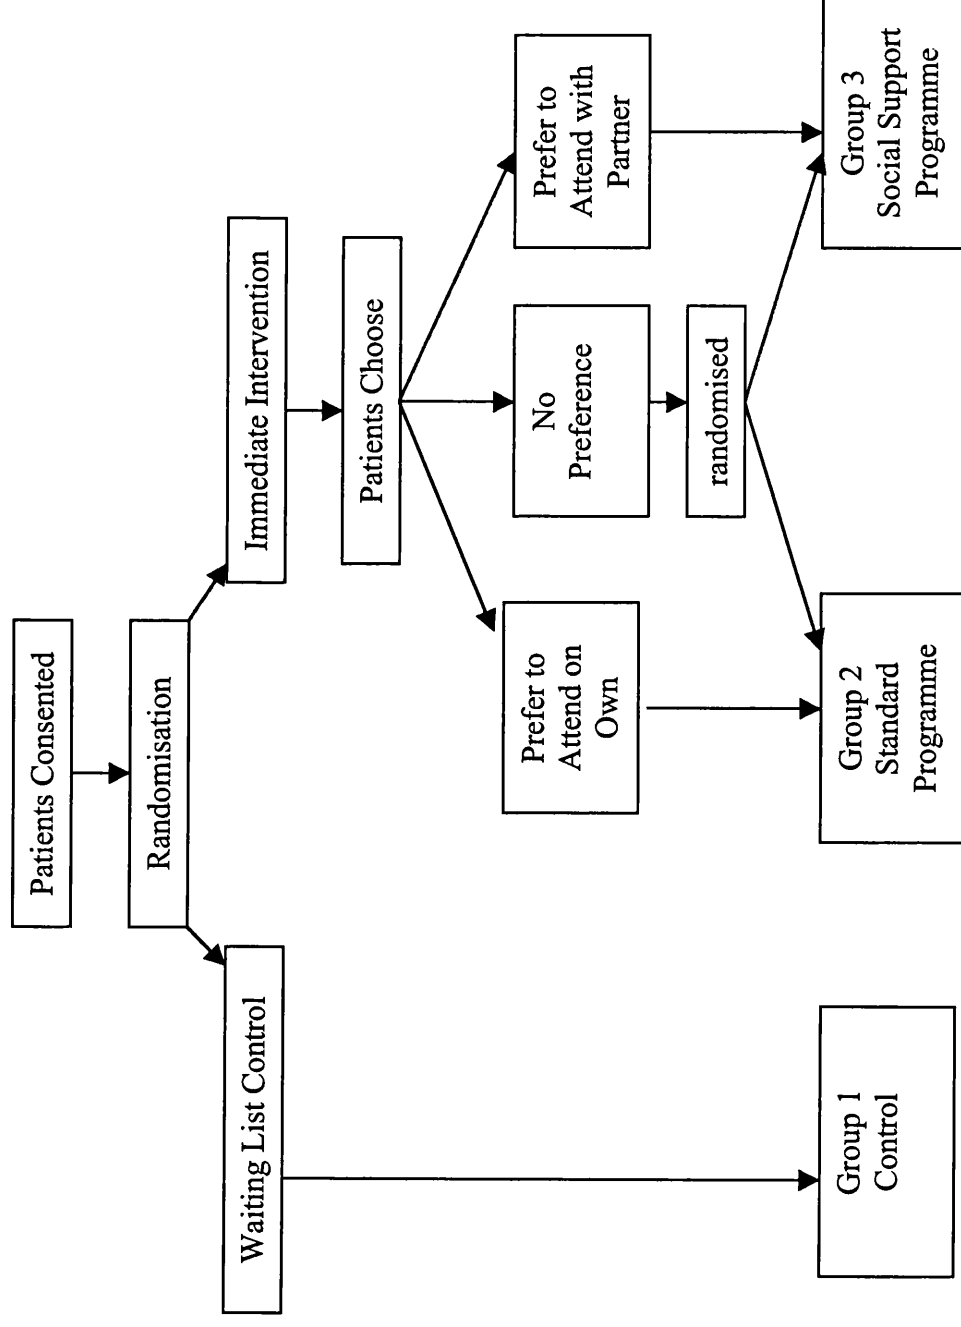 Patients Consented
Randomisation
Waiting List Control
Immediate Intervention
Patients Choose
Prefer to
Attend on
Own
No
Preference
Prefer to
Attend with
Partner
randomised
Group 1
Control
Group 2
Standard
Programme
Group 3
Social Support
Programme